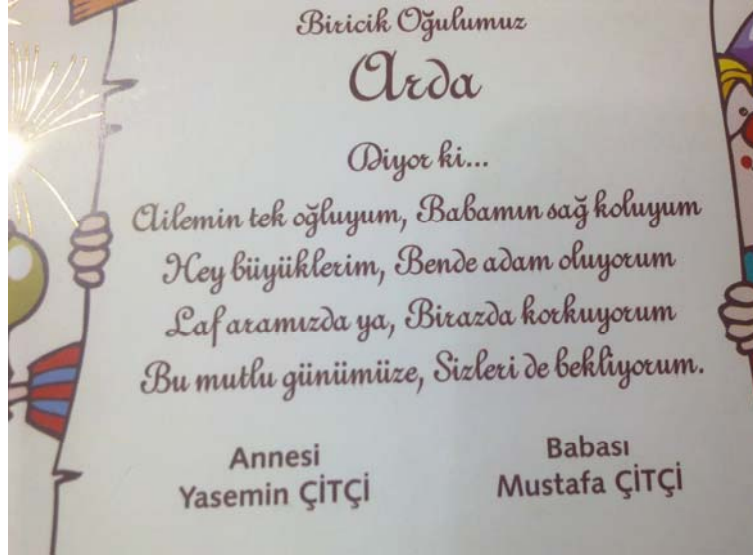 Biricik Oğulumuz
Arda
Diyor ki...
Ailemin tek oğluyum, Babamın sağ koluyum
Hey büyüklerim, Bende adam oluyorum
Laf aramızda ya, Birazda korkuyorum
Bu mutlu günümüze, Sizleri de bekliyorum.
Annesi
Yasemin ÇİTÇİ
Babası
Mustafa ÇİTÇİ